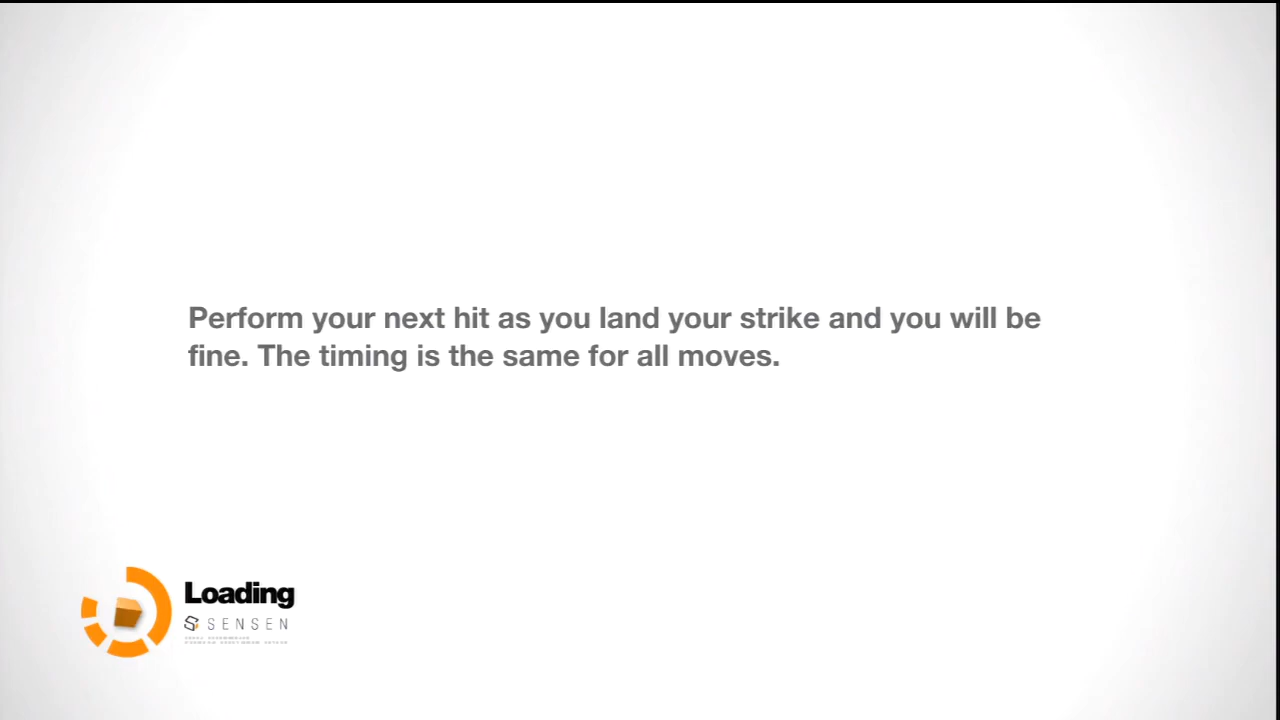 Perform your next hit as you land your strike and you will be
fine. The timing is the same for all moves.
Loading
SENSEN